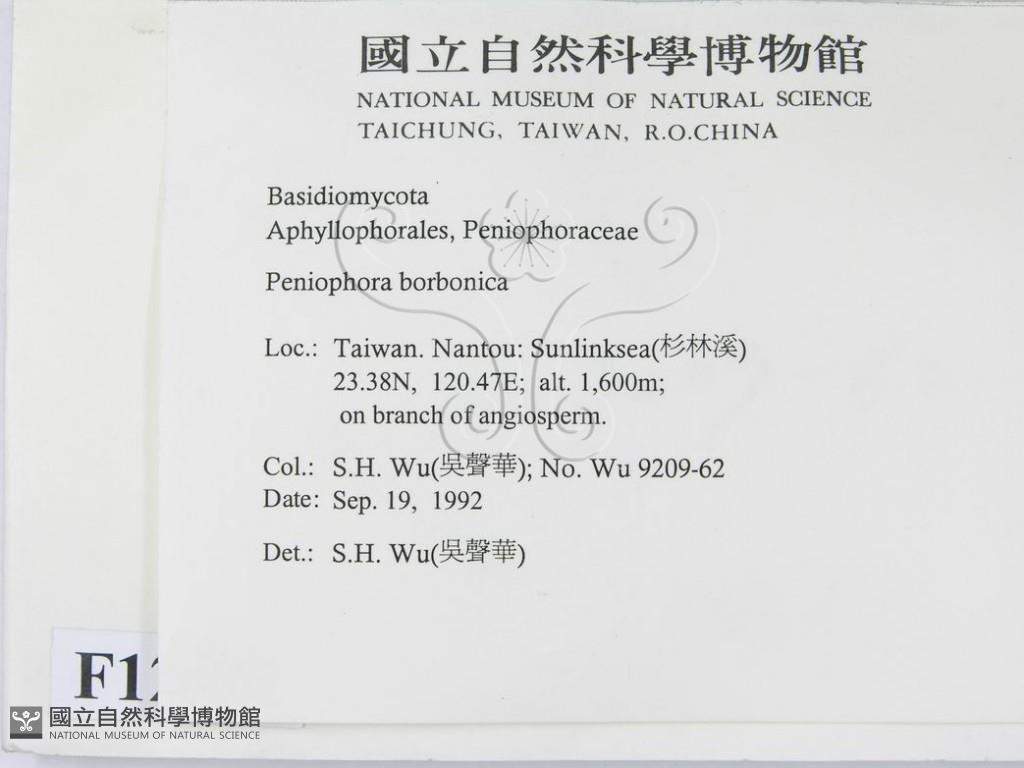 國立自然科學博物館
NATIONAL MUSEUM OF NATURAL SCIENCE
TAICHUNG, TAIWAN, R.O.CHINA
Basidiomycota
Aphyllophorales, Peniophoraceae
Peniophora borbonica
Loc.: Taiwan. Nantou: Sunlinksea(杉林溪)
23.38N, 120.47E; alt. 1,600m;
on branch of angiosperm.
Col.: S.H. Wu(吳聲華); No. Wu 9209-62
Date: Sep. 19, 1992
Det.: S.H. Wu(吳聲華)
國立自然科學博物館
NATIONAL MUSEUM OF NATURAL SCIENCE